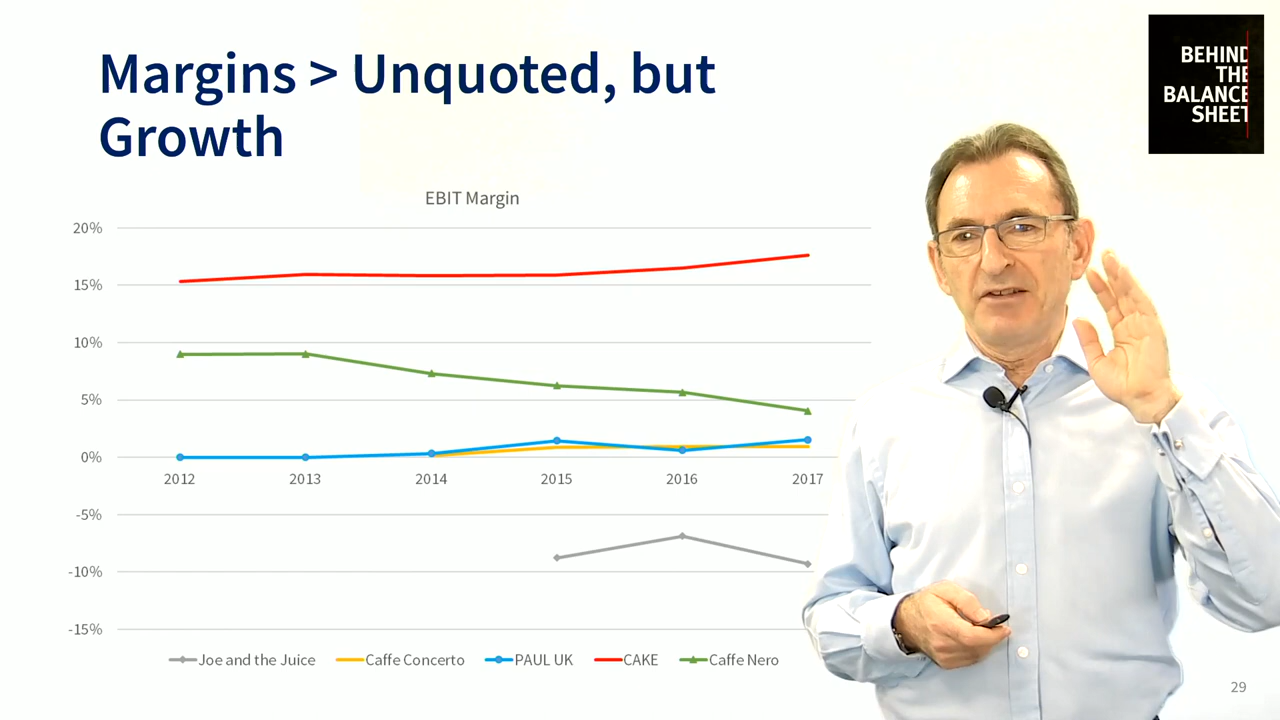 Margins > Unquoted, but
Growth
BEHIND
THE
BALANCE
SHEET
EBIT Margin
20%
15%
10%
5%
0%
2012 2013 2014 2015 2016 2017
-5%
-10%
-15%
Joe and the Juice Caffe Concerto PAUL UK CAKE Caffe Nero
29